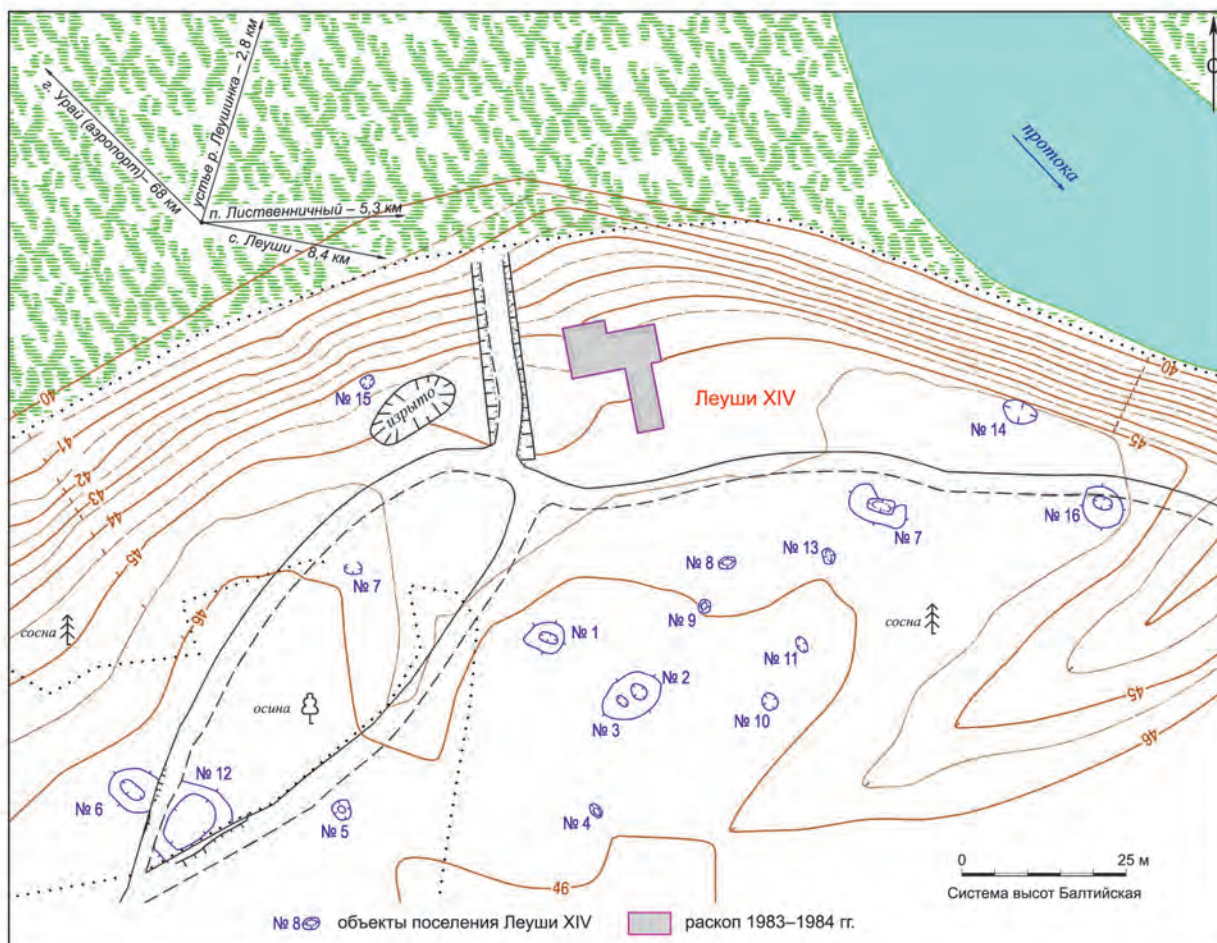 С
г. Урай (аэропорт) – 68 км
устье р. Леушинка – 2,8 км
п. Лиственничный – 5,3 км
с. Леуши – 8,4 км
протока
40
41
42
43
44
45
46
40
45
№ 15
изрыто
Леуши XIV
№ 14
№ 16
№ 7
№ 13
№ 8
№ 7
№ 9
сосна
сосна
№ 1
№ 11
№ 2
№ 10
№ 3
осина
45
46
№ 12
№ 6
№ 5
№ 4
46
0 25 м
Система высот Балтийская
№ 8 объекты поселения Леуши XIV
раскоп 1983–1984 гг.